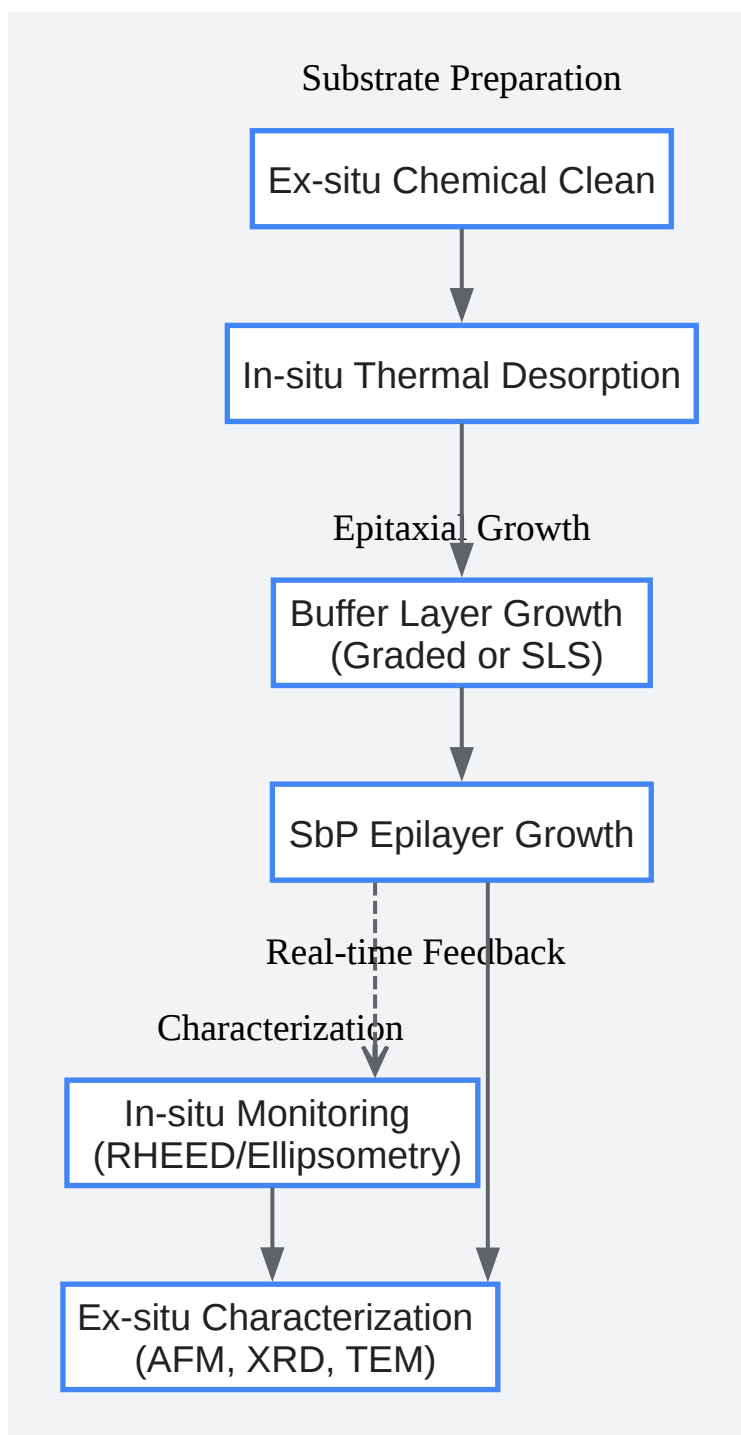 Substrate Preparation
Ex-situ Chemical Clean
In-situ Thermal Desorption
Epitaxial Growth
Buffer Layer Growth
(Graded or SLS)
SbP Epilayer Growth
Real-time Feedback
Characterization
In-situ Monitoring
(RHEED/Ellipsometry)
Ex-situ Characterization
(AFM, XRD, TEM)